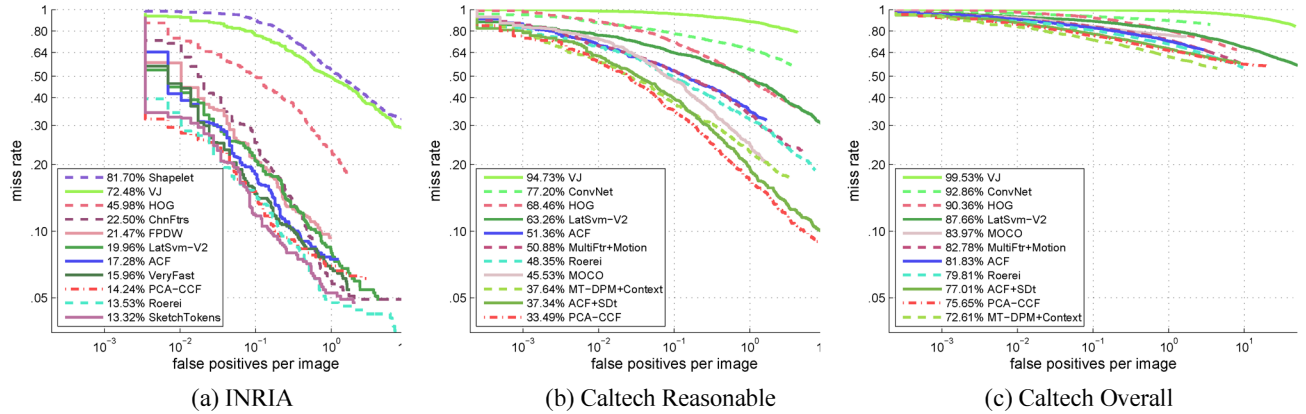 1
.80
.64
.50
.40
.30
.20
.10
.05
miss rate
81.70% Shapelet
72.48% VJ
45.98% HOG
22.50% ChnFtrs
21.47% FPDW
19.96% LatSvm-V2
17.28% ACF
15.96% VeryFast
14.24% PCA-CCF
13.53% Roerei
13.32% SketchTokens
10⁻³ 10⁻² 10⁻¹ 10⁰
false positives per image
(a) INRIA
1
.80
.64
.50
.40
.30
.20
.10
.05
miss rate
94.73% VJ
77.20% ConvNet
68.46% HOG
63.26% LatSvm-V2
51.36% ACF
50.88% MultiFtr+Motion
48.35% Roerei
45.53% MOCO
37.64% MT-DPM+Context
37.34% ACF+SDt
33.49% PCA-CCF
10⁻³ 10⁻² 10⁻¹ 10⁰
false positives per image
(b) Caltech Reasonable
1
.80
.64
.50
.40
.30
.20
.10
.05
miss rate
99.53% VJ
92.86% ConvNet
90.36% HOG
87.66% LatSvm-V2
83.97% MOCO
82.78% MultiFtr+Motion
81.83% ACF
79.81% Roerei
77.01% ACF+SDt
75.65% PCA-CCF
72.61% MT-DPM+Context
10⁻³ 10⁻² 10⁻¹ 10⁰ 10¹
false positives per image
(c) Caltech Overall